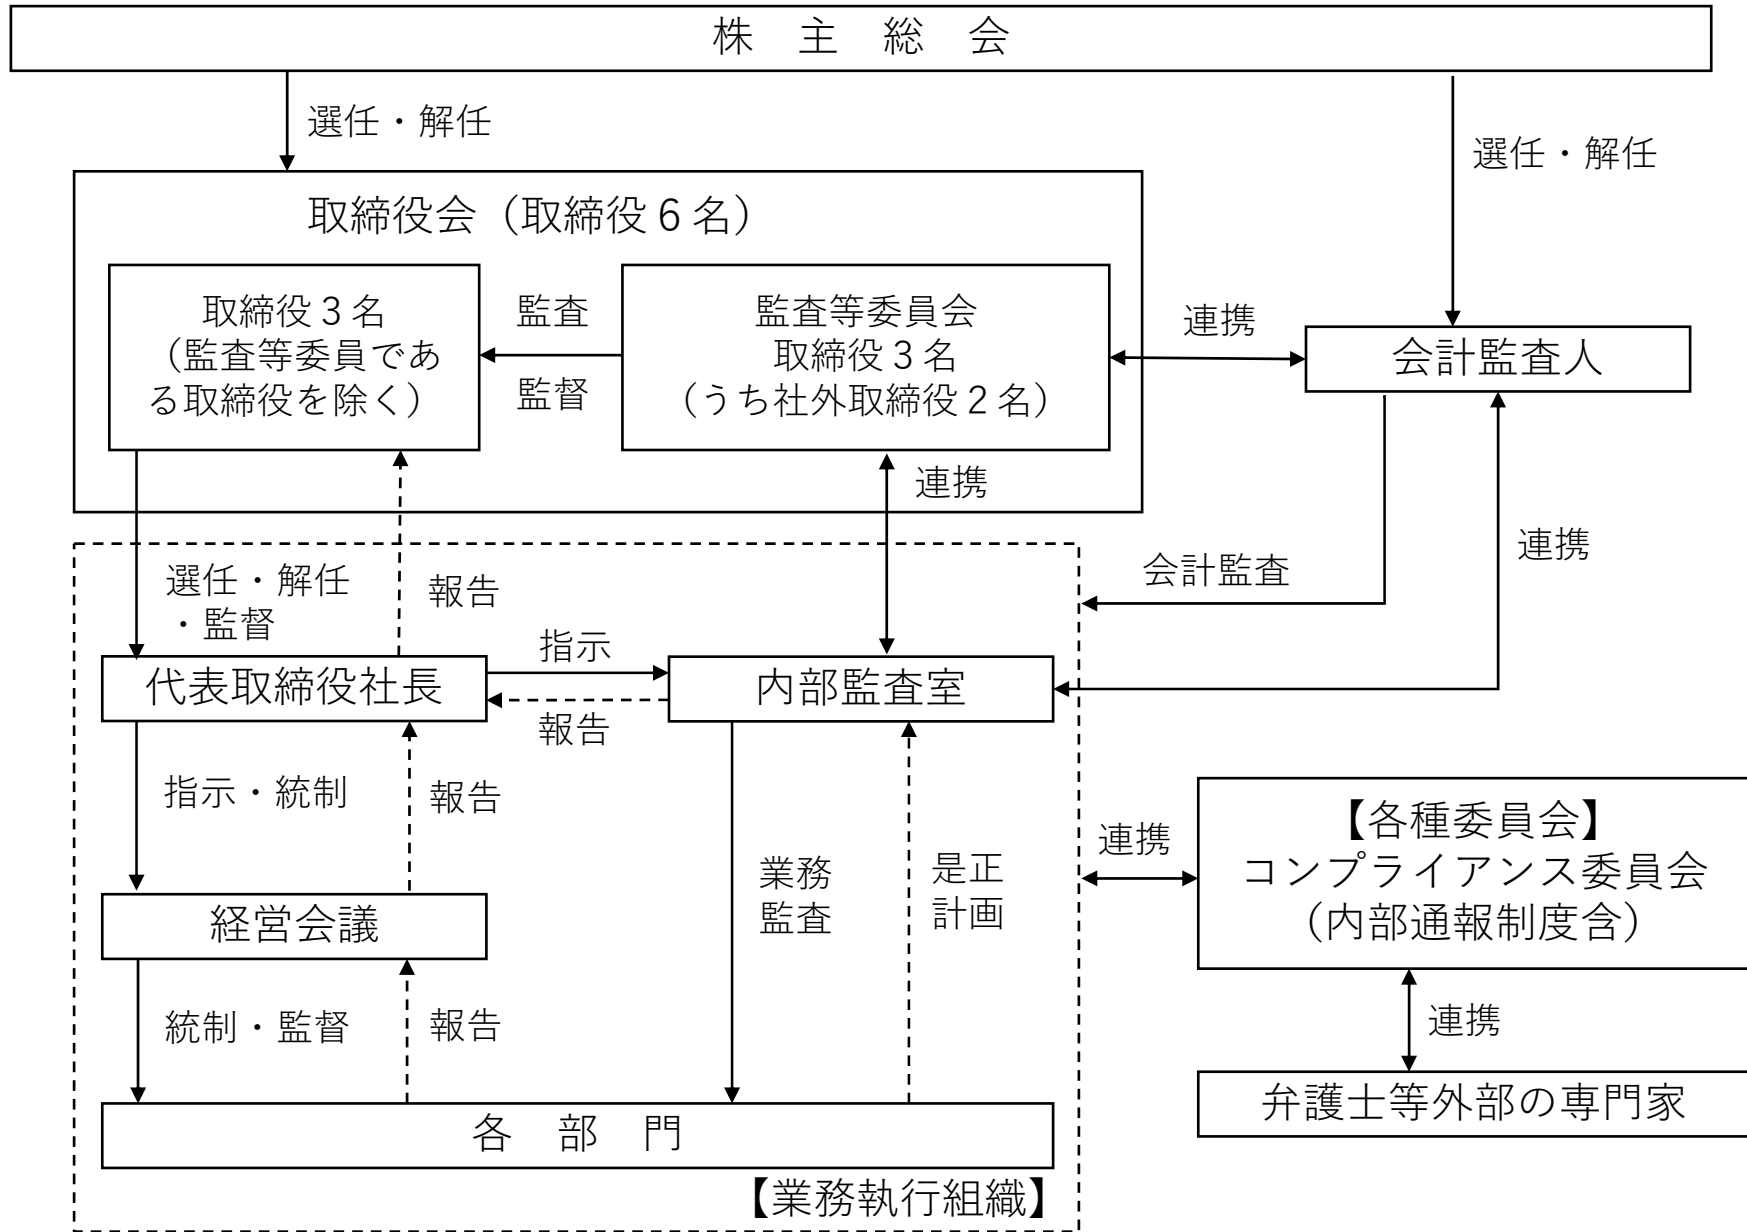 株　主　総　会
選任・解任
選任・解任
取締役会（取締役６名）
取締役３名
（監査等委員であ
る取締役を除く）
監査
監督
監査等委員会
取締役３名
（うち社外取締役２名）
連携
会計監査人
連携
連携
会計監査
選任・解任
・監督
報告
指示
代表取締役社長
内部監査室
報告
指示・統制
報告
業務
監査
是正
計画
連携
【各種委員会】
コンプライアンス委員会
（内部通報制度含）
経営会議
統制・監督
報告
連携
弁護士等外部の専門家
各　部　門
【業務執行組織】